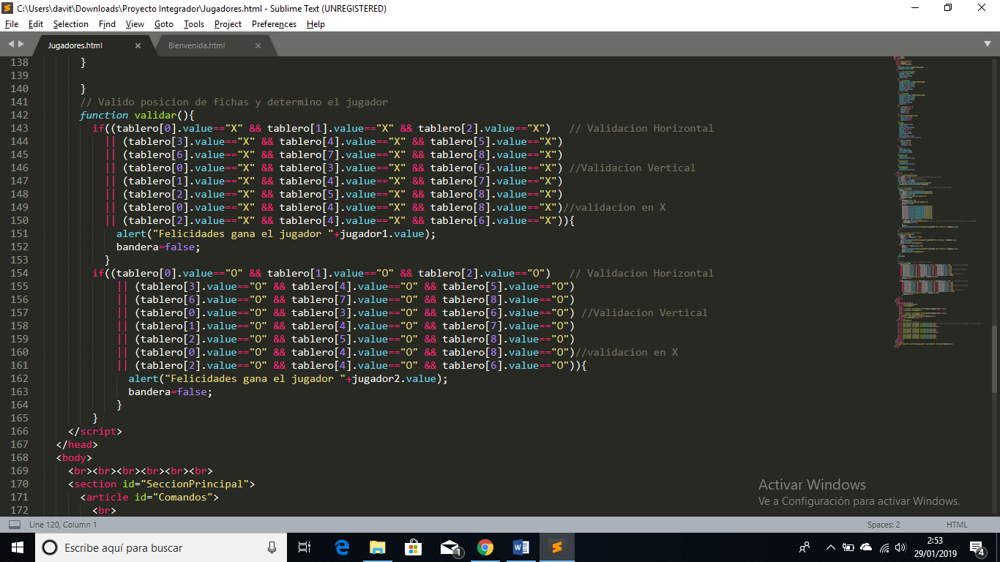 C:\Users\davit\Downloads\Proyecto Integrador\Jugadores.html - Sublime Text (UNREGISTERED)
File Edit Selection Find View Goto Tools Project Preferences Help
Jugadores.html × Bienvenida.html ×
138 }
139
140 }
141 // Valido posicion de fichas y determino el jugador
142 function validar(){
143 if((tablero[0].value=="X" && tablero[1].value=="X" && tablero[2].value=="X") // Validacion Horizontal
144 || (tablero[3].value=="X" && tablero[4].value=="X" && tablero[5].value=="X")
145 || (tablero[6].value=="X" && tablero[7].value=="X" && tablero[8].value=="X")
146 || (tablero[0].value=="X" && tablero[3].value=="X" && tablero[6].value=="X") //Validacion Vertical
147 || (tablero[1].value=="X" && tablero[4].value=="X" && tablero[7].value=="X")
148 || (tablero[2].value=="X" && tablero[5].value=="X" && tablero[8].value=="X")
149 || (tablero[0].value=="X" && tablero[4].value=="X" && tablero[8].value=="X")//validacion en X
150 || (tablero[2].value=="X" && tablero[4].value=="X" && tablero[6].value=="X")){
151 alert("Felicidades gana el jugador "+jugador1.value);
152 bandera=false;
153 }
154 if((tablero[0].value=="O" && tablero[1].value=="O" && tablero[2].value=="O") // Validacion Horizontal
155 || (tablero[3].value=="O" && tablero[4].value=="O" && tablero[5].value=="O")
156 || (tablero[6].value=="O" && tablero[7].value=="O" && tablero[8].value=="O")
157 || (tablero[0].value=="O" && tablero[3].value=="O" && tablero[6].value=="O") //Validacion Vertical
158 || (tablero[1].value=="O" && tablero[4].value=="O" && tablero[7].value=="O")
159 || (tablero[2].value=="O" && tablero[5].value=="O" && tablero[8].value=="O")
160 || (tablero[0].value=="O" && tablero[4].value=="O" && tablero[8].value=="O")//validacion en X
161 || (tablero[2].value=="O" && tablero[4].value=="O" && tablero[6].value=="O")){
162 alert("Felicidades gana el jugador "+jugador2.value);
163 bandera=false;
164 }
165 }
166 </script>
167 </head>
168 <body>
169 <br><br><br><br><br><br>
170 <section id="SeccionPrincipal">
171 <article id="Comandos">
172 <br>
Activar Windows
Ve a Configuración para activar Windows.
Line 120, Column 1 Spaces: 2 HTML
Escribe aquí para buscar 1 2:53
29/01/2019 4